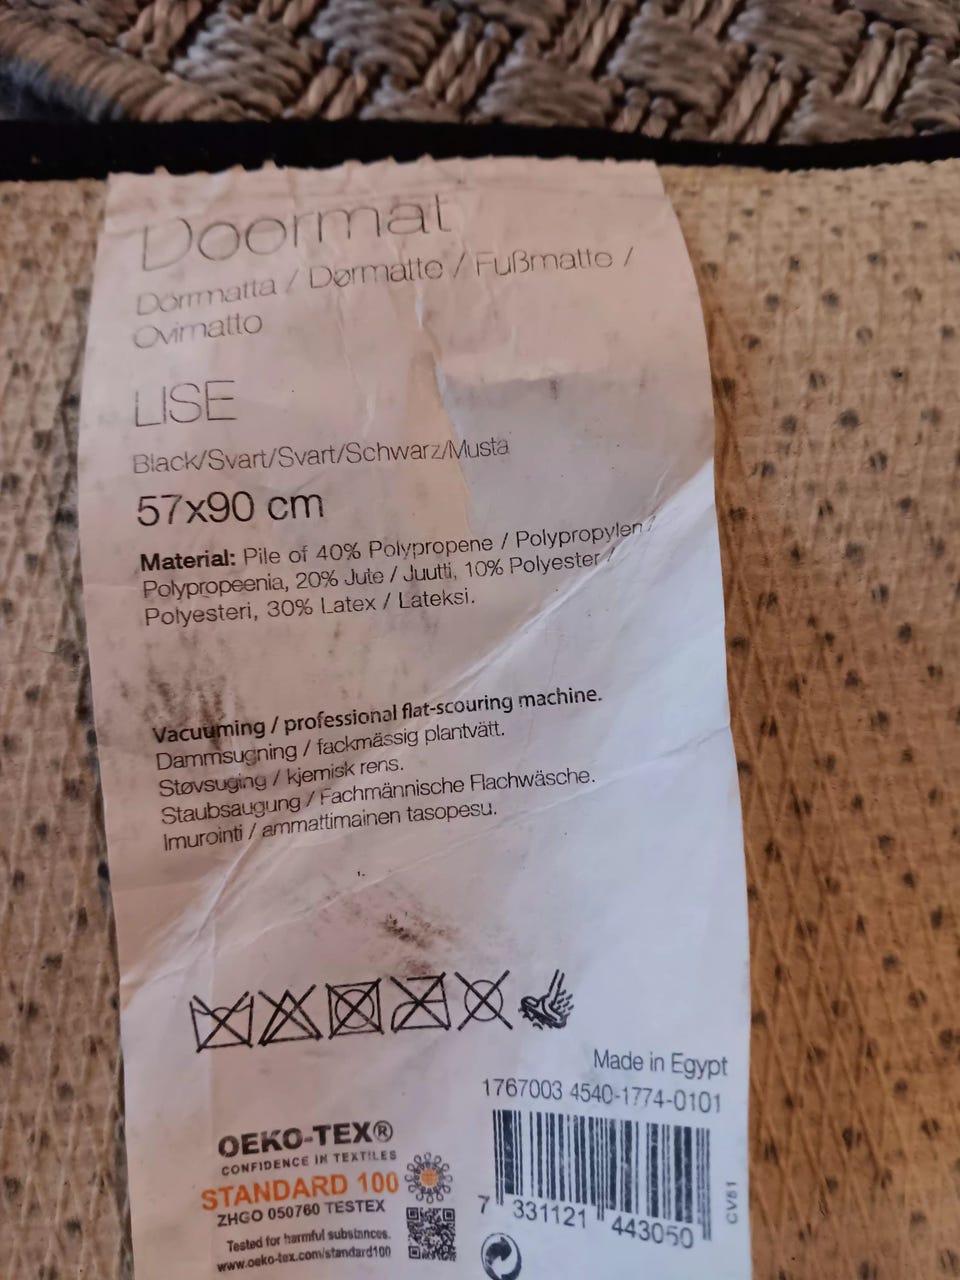 Doormat
Dörrmatta / Dørmatte / Fußmatte /
Ovimatto
LISE
Black/Svart/Svart/Schwarz/Musta
57x90 cm
Material: Pile of 40% Polypropene / Polypropylen /
Polypropeenia, 20% Jute / Juutti, 10% Polyester /
Polyesteri, 30% Latex / Lateksi.
Vacuuming / professional flat-scouring machine.
Dammsugning / fackmässig plantvätt.
Støvsuging / kjemisk rens.
Staubsaugung / Fachmännische Flachwäsche.
Imurointi / ammattimainen tasopesu.
Made in Egypt
1767003 4540-1774-0101
OEKO-TEX®
CONFIDENCE IN TEXTILES
STANDARD 100
ZHGO 050760 TESTEX
Tested for harmful substances.
www.oeko-tex.com/standard100
7 331121 443050
CV81